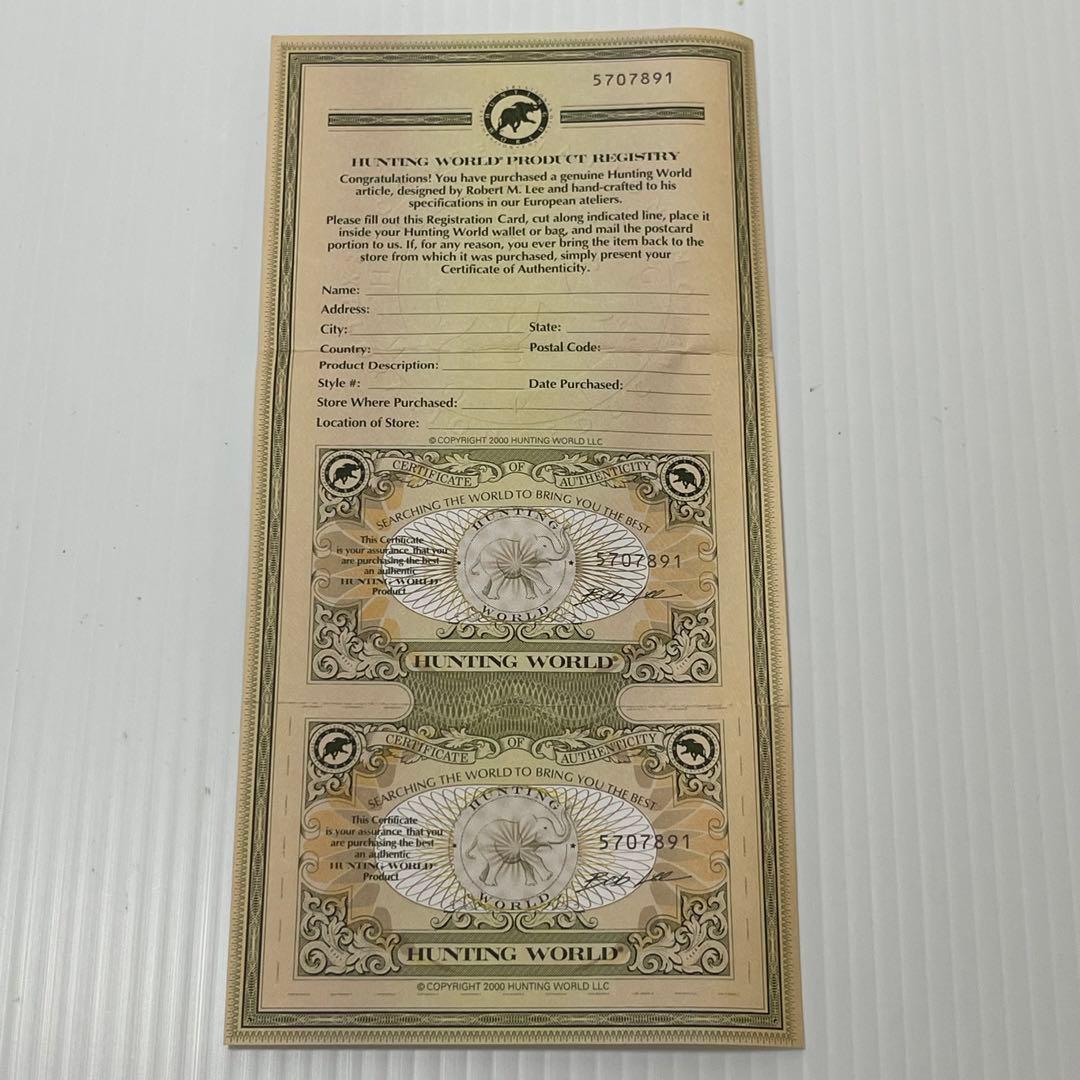 5707891
HUNTING WORLD
HUNTING WORLD® PRODUCT REGISTRY
Congratulations! You have purchased a genuine Hunting World
article, designed by Robert M. Lee and hand-crafted to his
specifications in our European ateliers.
Please fill out this Registration Card, cut along indicated line, place it
inside your Hunting World wallet or bag, and mail the postcard
portion to us. If, for any reason, you ever bring the item back to the
store from which it was purchased, simply present your
Certificate of Authenticity.
Name:
Address:
City: State:
Country: Postal Code:
Product Description:
Style #: Date Purchased:
Store Where Purchased:
Location of Store:
© COPYRIGHT 2000 HUNTING WORLD LLC
CERTIFICATE OF AUTHENTICITY
SEARCHING THE WORLD TO BRING YOU THE BEST
HUNTING
This Certificate
is your assurance that you
are purchasing the best
an authentic
HUNTING WORLD®
Product
5707891
Bob Lee
WORLD
HUNTING WORLD®
CERTIFICATE OF AUTHENTICITY
SEARCHING THE WORLD TO BRING YOU THE BEST
HUNTING
This Certificate
is your assurance that you
are purchasing the best
an authentic
HUNTING WORLD®
Product
5707891
Bob Lee
WORLD
HUNTING WORLD®
© COPYRIGHT 2000 HUNTING WORLD LLC